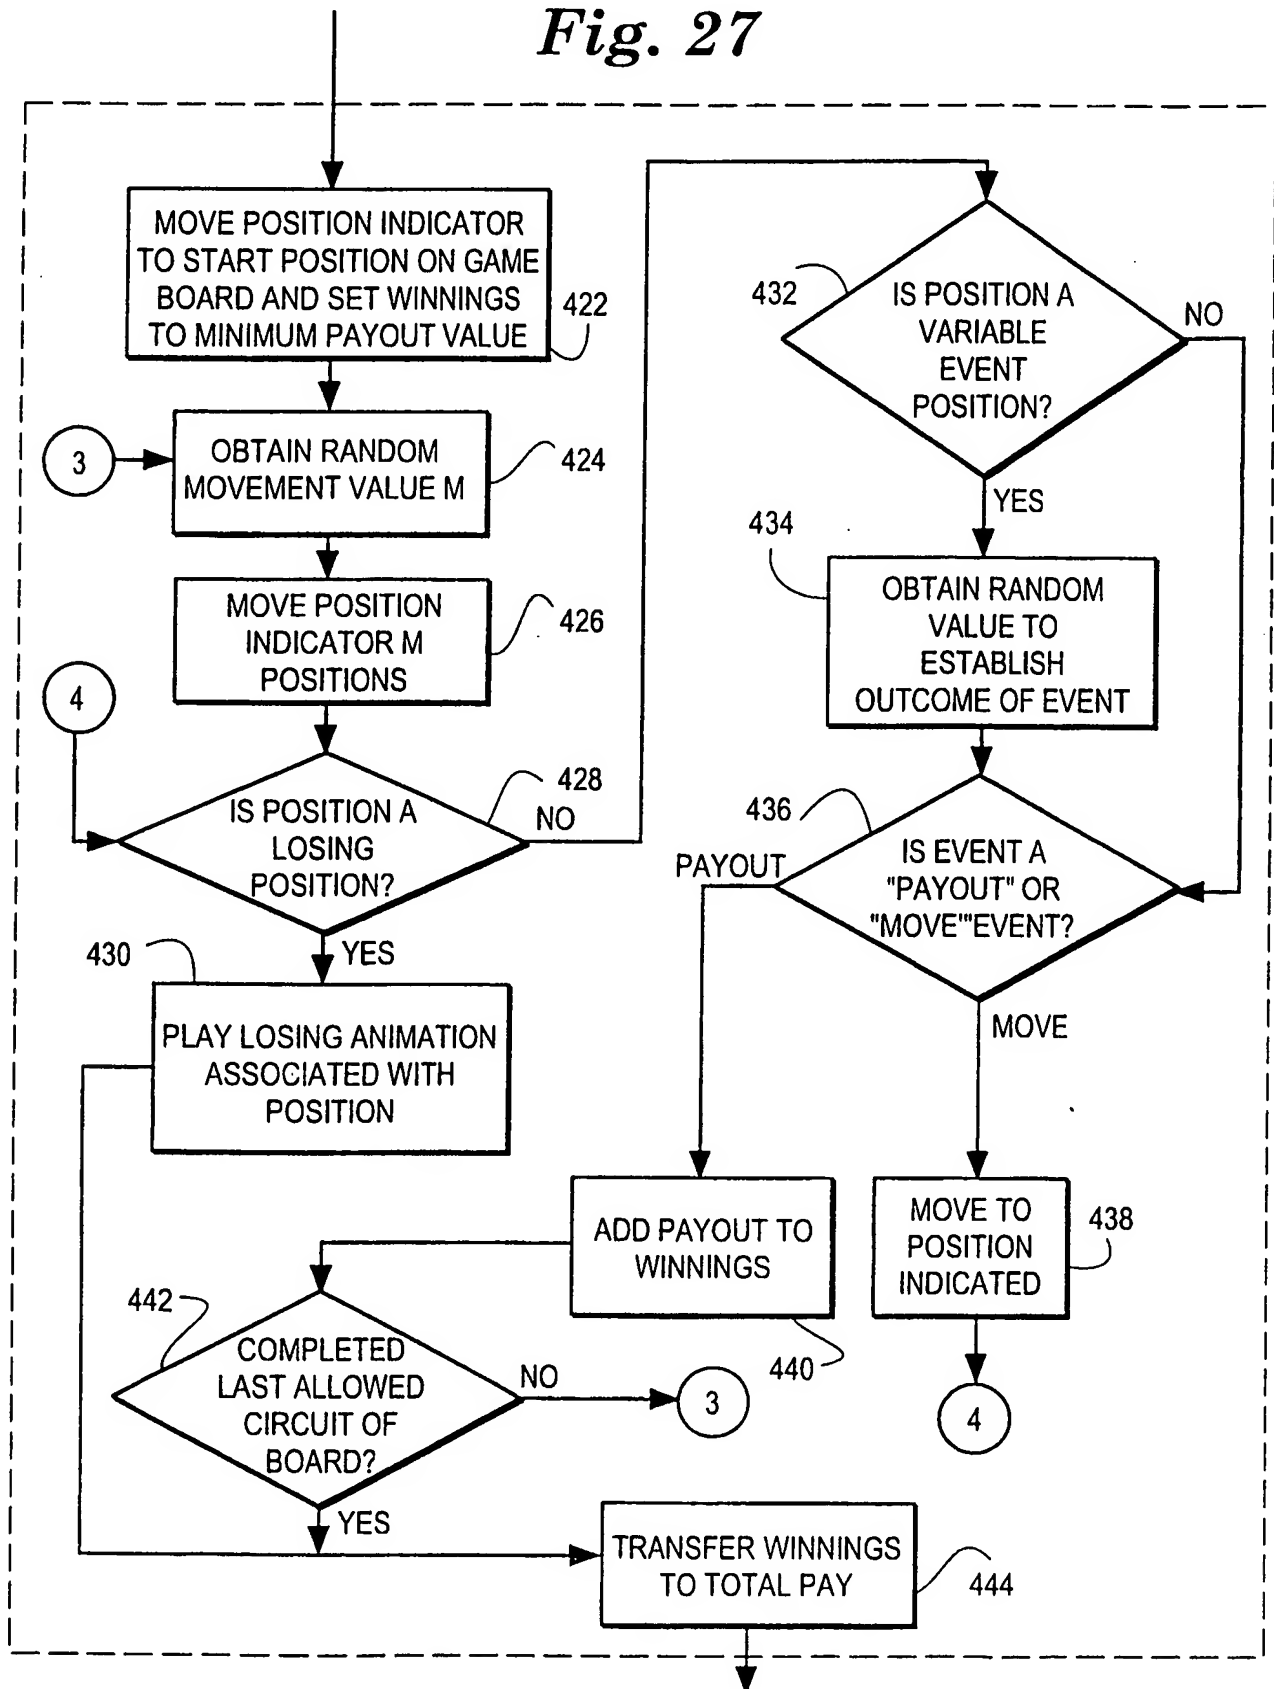 Fig. 27
MOVE POSITION INDICATOR
TO START POSITION ON GAME
BOARD AND SET WINNINGS
TO MINIMUM PAYOUT VALUE
422
3
OBTAIN RANDOM
MOVEMENT VALUE M
424
MOVE POSITION
INDICATOR M
POSITIONS
426
4
IS POSITION A
LOSING
POSITION?
428
NO
YES
430
PLAY LOSING ANIMATION
ASSOCIATED WITH
POSITION
432
IS POSITION A
VARIABLE
EVENT
POSITION?
NO
YES
434
OBTAIN RANDOM
VALUE TO
ESTABLISH
OUTCOME OF EVENT
436
IS EVENT A
"PAYOUT" OR
"MOVE'"EVENT?
PAYOUT
MOVE
ADD PAYOUT TO
WINNINGS
440
MOVE TO
POSITION
INDICATED
438
4
442
COMPLETED
LAST ALLOWED
CIRCUIT OF
BOARD?
NO
3
YES
TRANSFER WINNINGS
TO TOTAL PAY
444